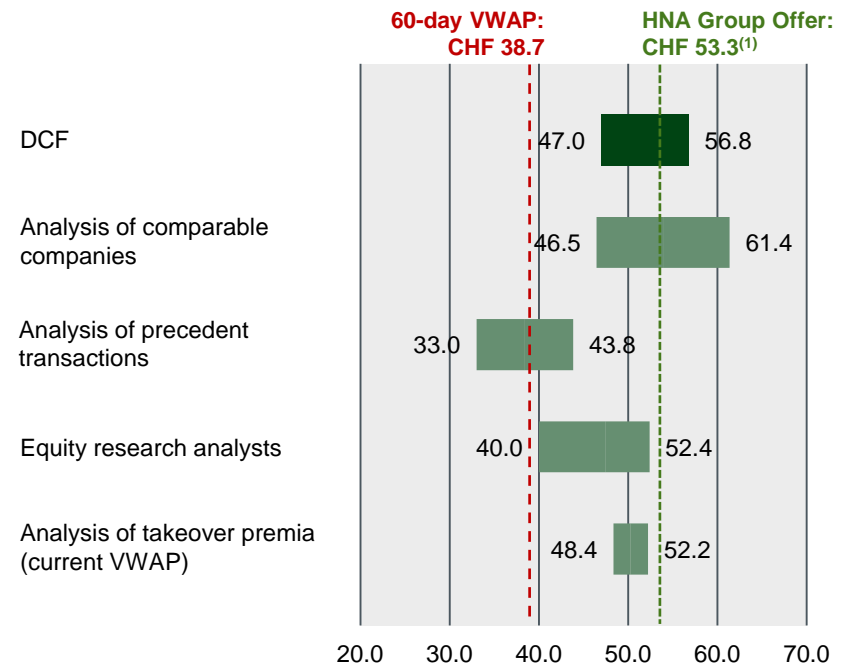 60-day VWAP:
CHF 38.7
HNA Group Offer:
CHF 53.3(1)
DCF
47.0
56.8
Analysis of comparable
companies
46.5
61.4
Analysis of precedent
transactions
33.0
43.8
Equity research analysts
40.0
52.4
Analysis of takeover premia
(current VWAP)
48.4
52.2
20.0 30.0 40.0 50.0 60.0 70.0